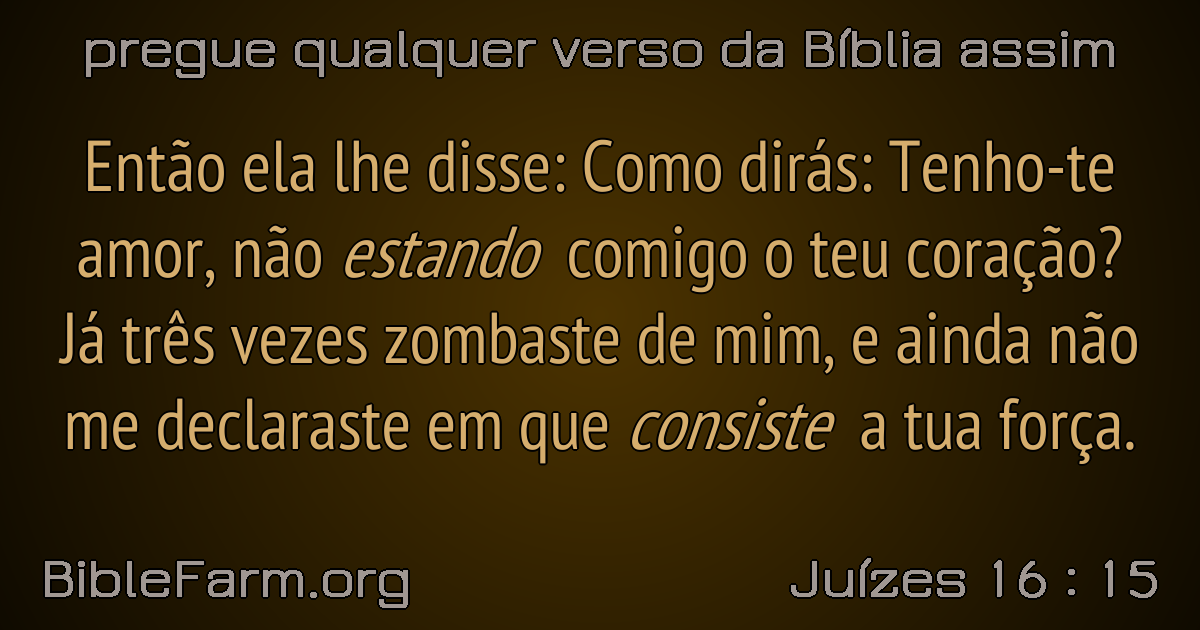 pregue qualquer verso da Bíblia assim
Então ela lhe disse: Como dirás: Tenho-te
amor, não estando comigo o teu coração?
Já três vezes zombaste de mim, e ainda não
me declaraste em que consiste a tua força.
BibleFarm.org
Juízes 16 : 15